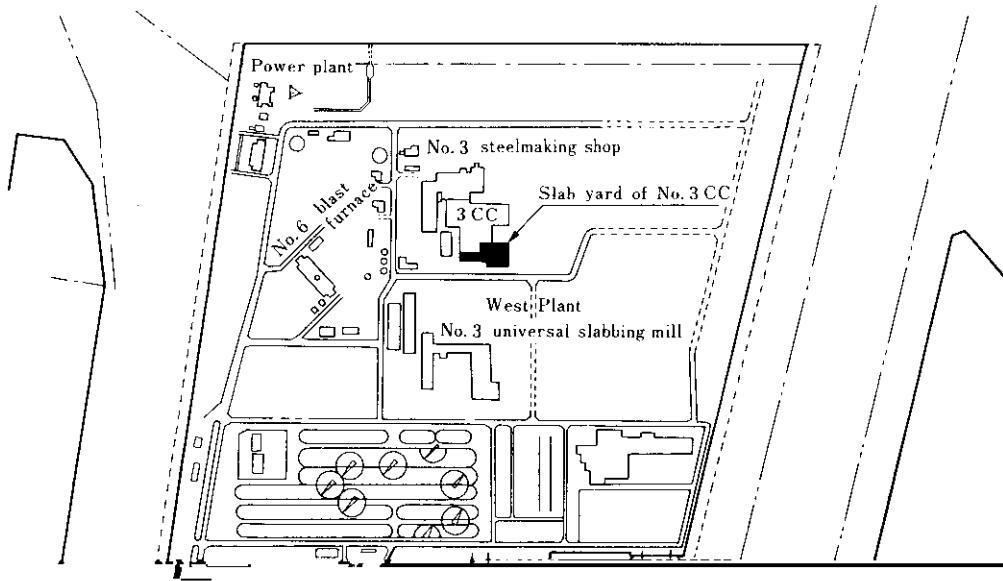 Power plant
No. 3 steelmaking shop
Slab yard of No. 3 CC
3 CC
No. 6 blast
furnace
West Plant
No. 3 universal slabbing mill